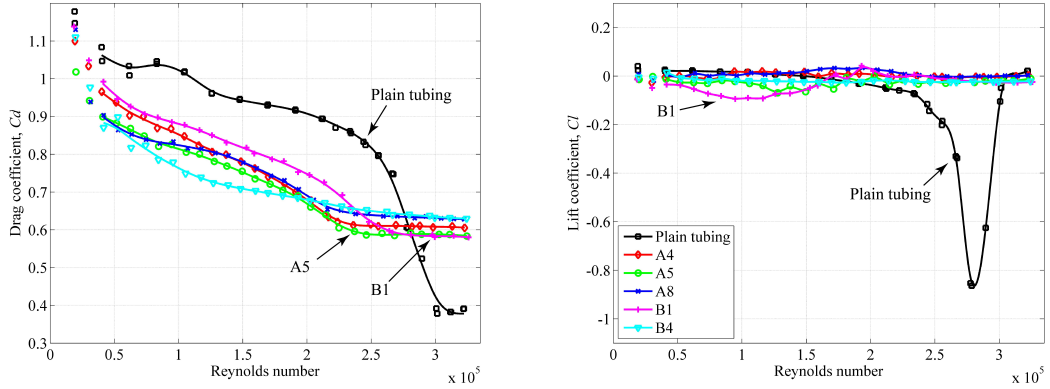 1.1
1
0.9
0.8
0.7
0.6
0.5
0.4
0.3
Drag coefficient, Cd
Plain tubing
A5
B1
0
0.5
1
1.5
2
2.5
3
Reynolds number
x 10^5
0.2
0
-0.2
-0.4
-0.6
-0.8
-1
Lift coefficient, Cl
B1
Plain tubing
Plain tubing
A4
A5
A8
B1
B4
0
0.5
1
1.5
2
2.5
3
Reynolds number
x 10^5